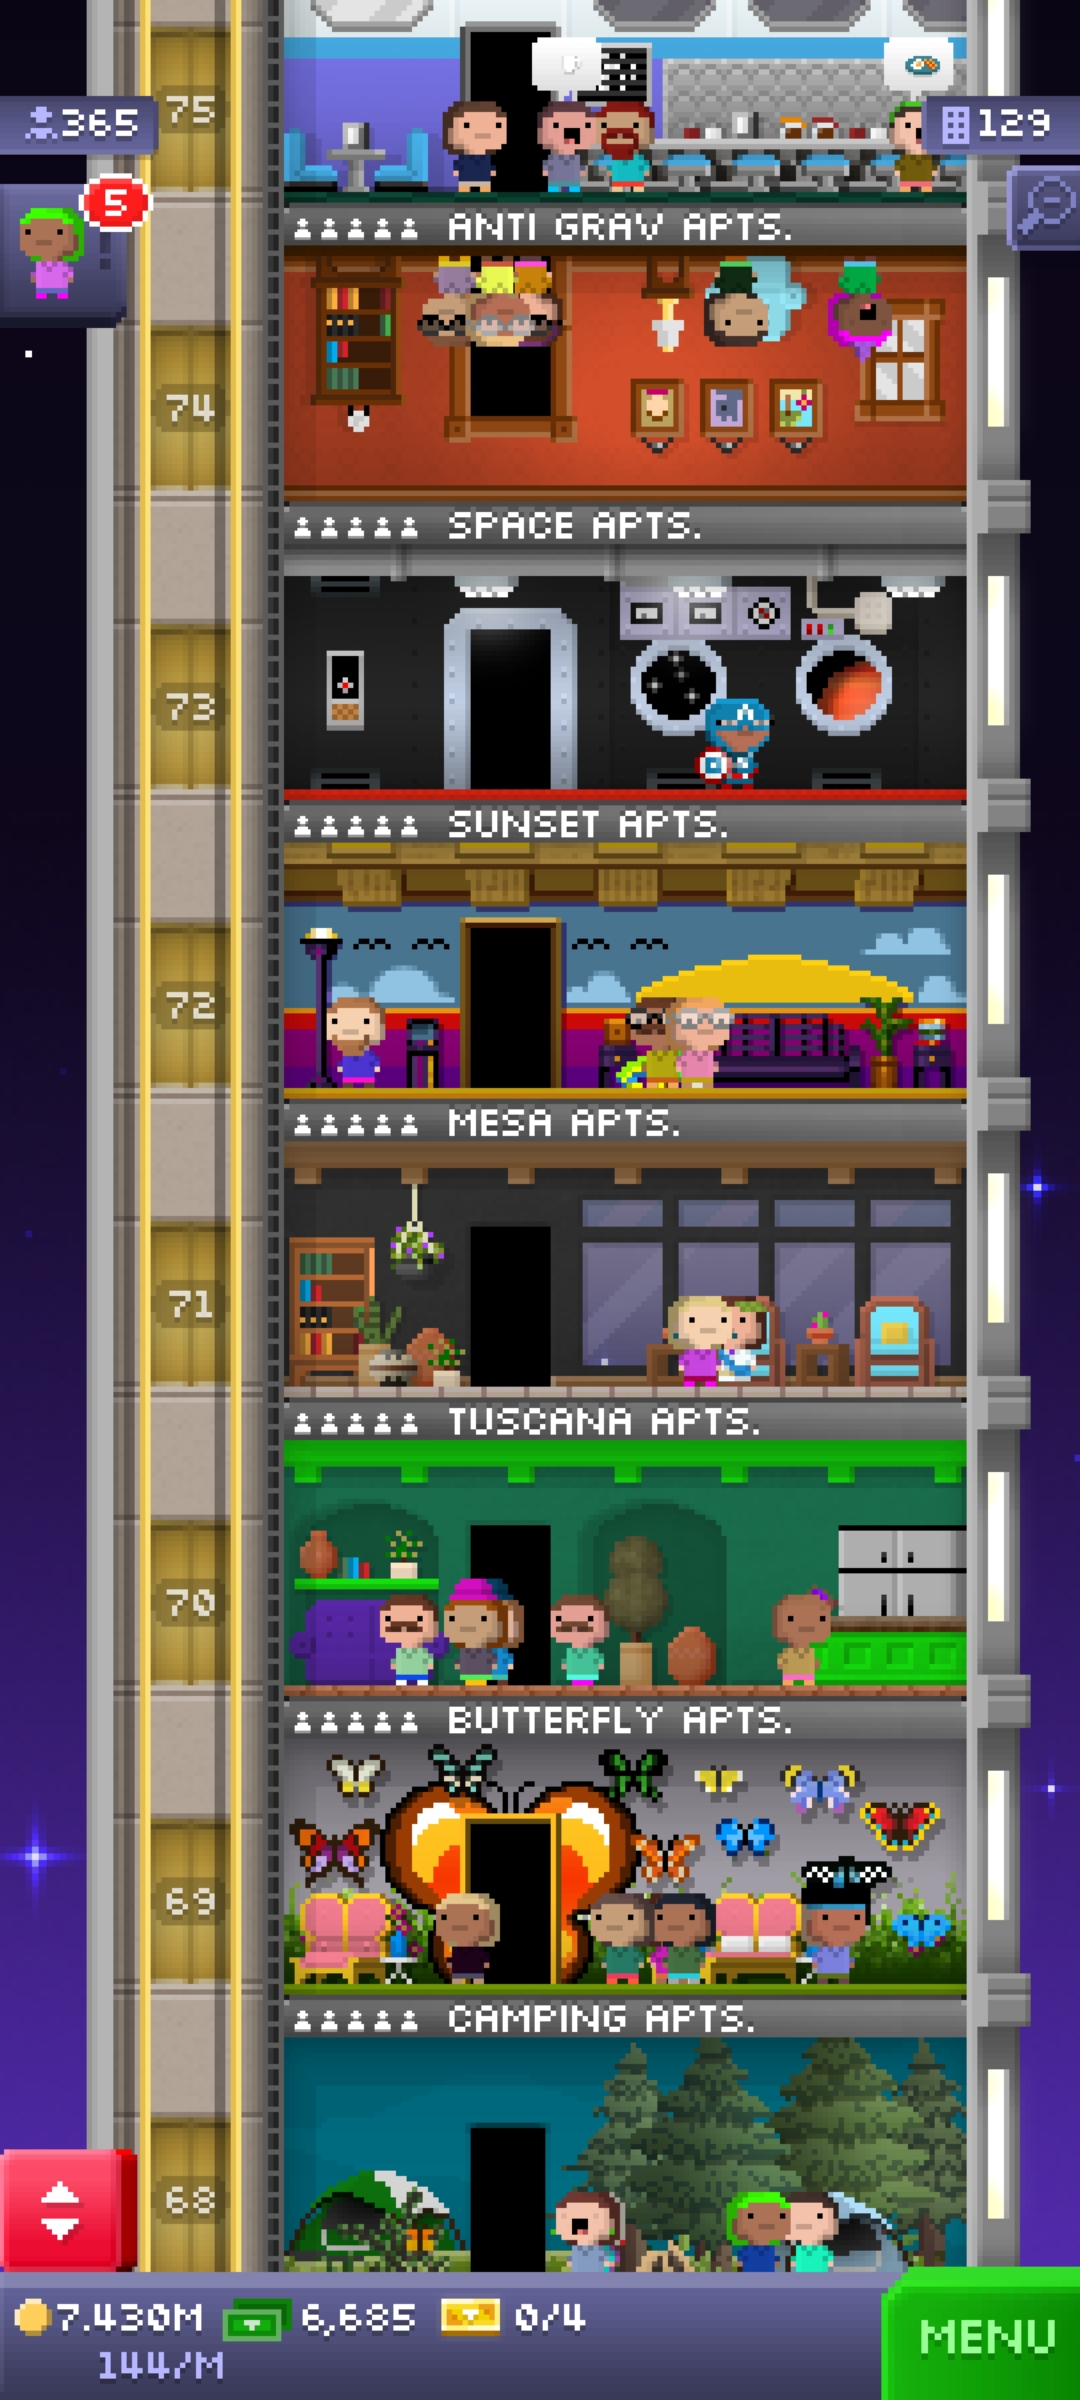 75
365
129
5
ANTI GRAV APTS.
74
SPACE APTS.
73
SUNSET APTS.
72
MESA APTS.
71
TUSCANA APTS.
70
BUTTERFLY APTS.
69
CAMPING APTS.
68
7.430M 6,685 0/4
144/M
MENU